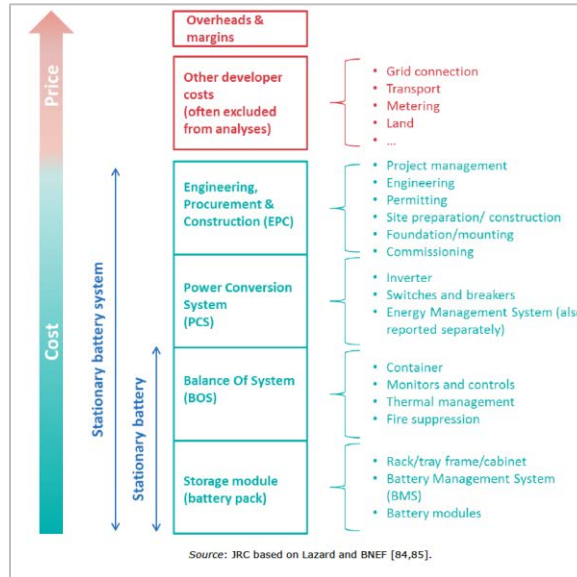 Overheads &
margins
Price
Other developer
costs
(often excluded
from analyses)
• Grid connection
• Transport
• Metering
• Land
• ...
Cost
Stationary battery system
Stationary battery
Engineering,
Procurement &
Construction (EPC)
• Project management
• Engineering
• Permitting
• Site preparation/ construction
• Foundation/mounting
• Commissioning
Power Conversion
System
(PCS)
• Inverter
• Switches and breakers
• Energy Management System (als
reported separately)
Balance Of System
(BOS)
• Container
• Monitors and controls
• Thermal management
• Fire suppression
Storage module
(battery pack)
• Rack/tray frame/cabinet
• Battery Management System
(BMS)
• Battery modules
Source: JRC based on Lazard and BNEF [84,85].